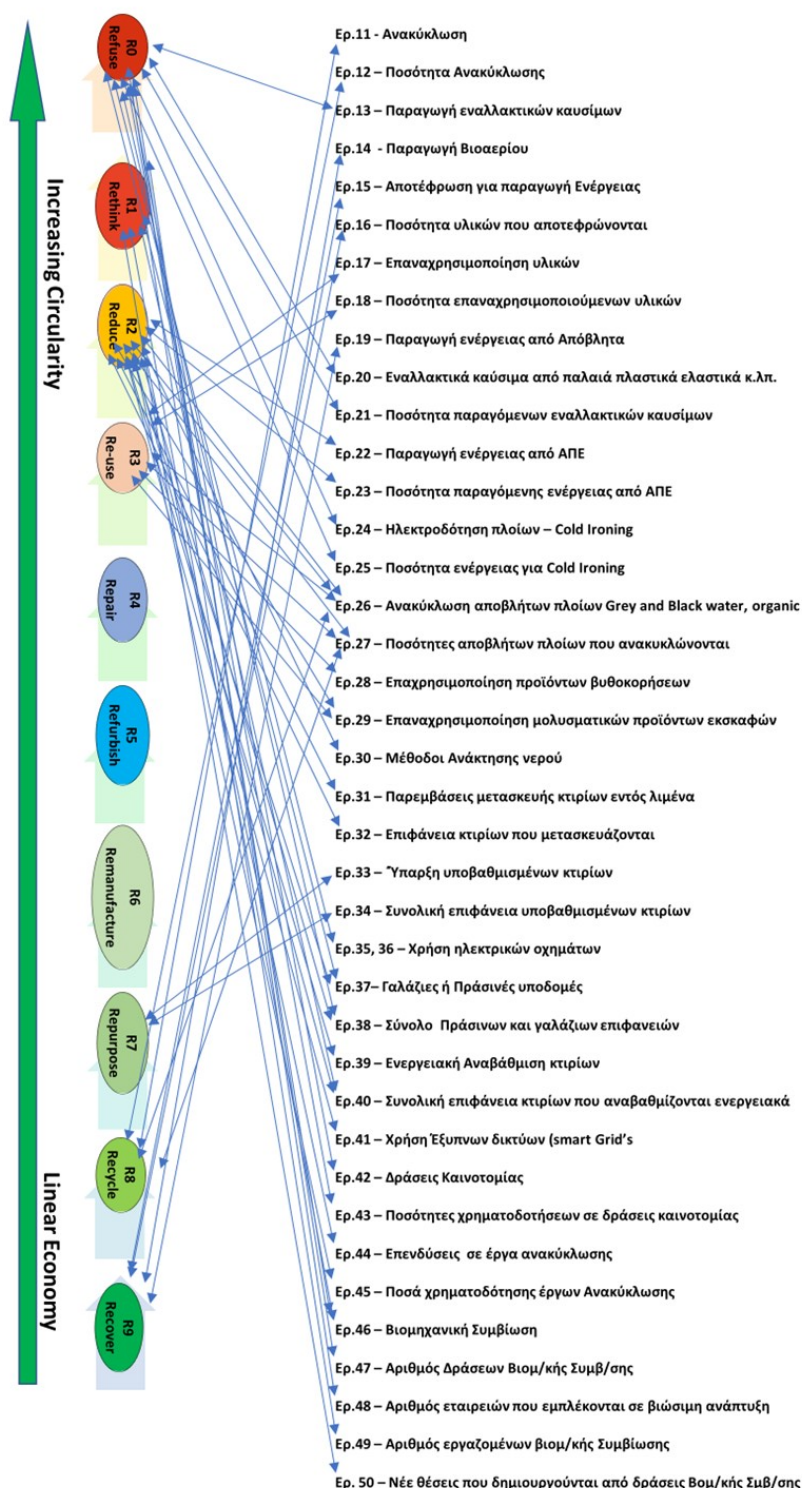 Increasing Circularity
Linear Economy
R0
Refuse
R1
Rethink
R2
Reduce
R3
Re-use
R4
Repair
R5
Refurbish
R6
Remanufacture
R7
Repurpose
R8
Recycle
R9
Recover
Ερ.11 - Ανακύκλωση
Ερ.12 – Ποσότητα Ανακύκλωσης
Ερ.13 – Παραγωγή εναλλακτικών καυσίμων
Ερ.14 - Παραγωγή Βιοαερίου
Ερ.15 – Αποτέφρωση για παραγωγή Ενέργειας
Ερ.16 – Ποσότητα υλικών που αποτεφρώνονται
Ερ.17 – Επαναχρησιμοποίηση υλικών
Ερ.18 – Ποσότητα επαναχρησιμοποιούμενων υλικών
Ερ.19 – Παραγωγή ενέργειας από Απόβλητα
Ερ.20 – Εναλλακτικά καύσιμα από παλαιά πλαστικά ελαστικά κ.λπ.
Ερ.21 – Ποσότητα παραγόμενων εναλλακτικών καυσίμων
Ερ.22 – Παραγωγή ενέργειας από ΑΠΕ
Ερ.23 – Ποσότητα παραγόμενης ενέργειας από ΑΠΕ
Ερ.24 – Ηλεκτροδότηση πλοίων – Cold Ironing
Ερ.25 – Ποσότητα ενέργειας για Cold Ironing
Ερ.26 – Ανακύκλωση αποβλήτων πλοίων Grey and Black water, organic
Ερ.27 – Ποσότητες αποβλήτων πλοίων που ανακυκλώνονται
Ερ.28 – Επαχρησιμοποίηση προϊόντων βυθοκορήσεων
Ερ.29 – Επαναχρησιμοποίηση μολυσματικών προϊόντων εκσκαφών
Ερ.30 – Μέθοδοι Ανάκτησης νερού
Ερ.31 – Παρεμβάσεις μετασκευής κτιρίων εντός λιμένα
Ερ.32 – Επιφάνεια κτιρίων που μετασκευάζονται
Ερ.33 – Ύπαρξη υποβαθμισμένων κτιρίων
Ερ.34 – Συνολική επιφάνεια υποβαθμισμένων κτιρίων
Ερ.35, 36 – Χρήση ηλεκτρικών οχημάτων
Ερ.37– Γαλάζιες ή Πράσινές υποδομές
Ερ.38 – Σύνολο Πράσινων και γαλάζιων επιφανειών
Ερ.39 – Ενεργειακή Αναβάθμιση κτιρίων
Ερ.40 – Συνολική επιφάνεια κτιρίων που αναβαθμίζονται ενεργειακά
Ερ.41 – Χρήση Έξυπνων δικτύων (smart Grid's
Ερ.42 – Δράσεις Καινοτομίας
Ερ.43 – Ποσότητες χρηματοδοτήσεων σε δράσεις καινοτομίας
Ερ.44 – Επενδύσεις σε έργα ανακύκλωσης
Ερ.45 – Ποσά χρηματοδότησης έργων Ανακύκλωσης
Ερ.46 – Βιομηχανική Συμβίωση
Ερ.47 – Αριθμός Δράσεων Βιομ/κής Συμβ/σης
Ερ.48 – Αριθμός εταιρειών που εμπλέκονται σε βιώσιμη ανάπτυξη
Ερ.49 – Αριθμός εργαζομένων βιομ/κής Συμβίωσης
Ερ. 50 – Νέε θέσεις που δημιουργούνται από δράσεις Βομ/κής Σμβ/σης